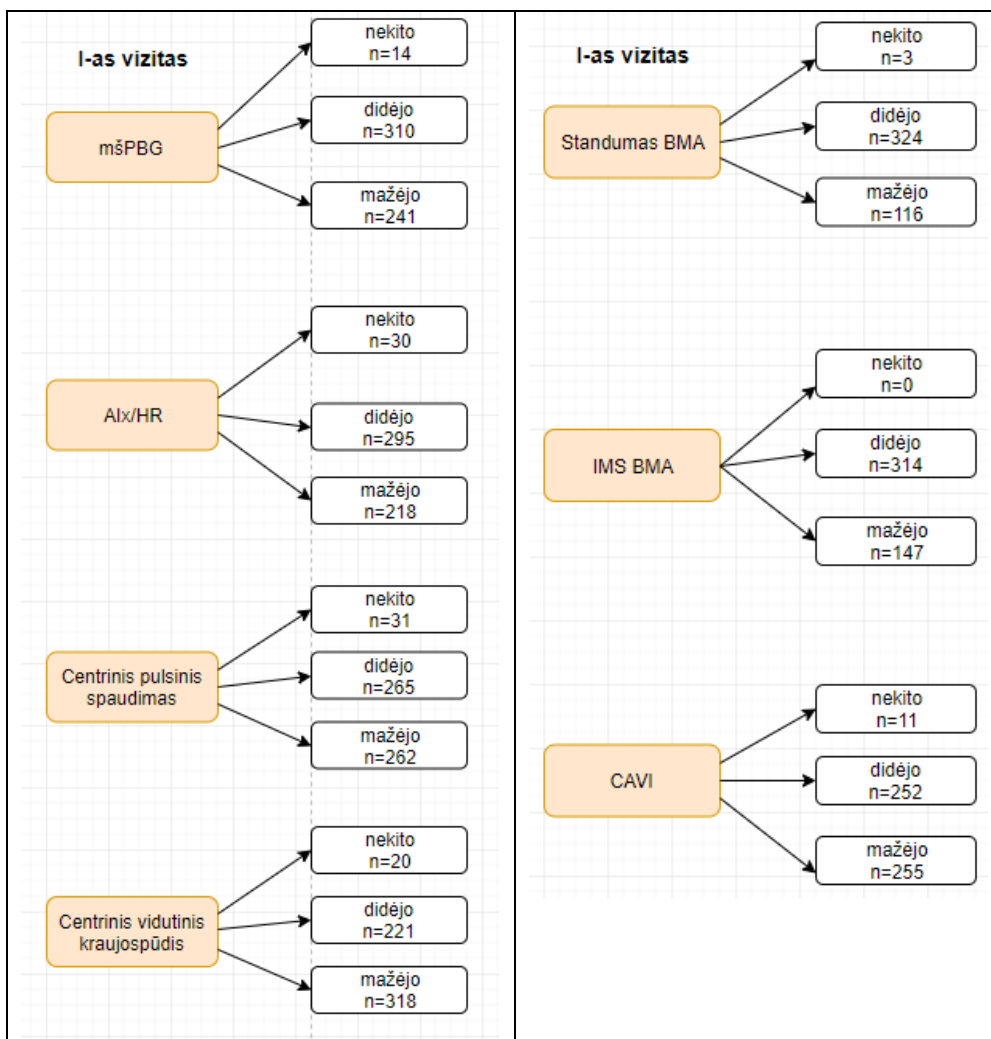 I-as vizitas
mšPBG
nekito
n=14
didėjo
n=310
mažėjo
n=241
AIx/HR
nekito
n=30
didėjo
n=295
mažėjo
n=218
Centrinis pulsinis
spaudimas
nekito
n=31
didėjo
n=265
mažėjo
n=262
Centrinis vidutinis
kraujospūdis
nekito
n=20
didėjo
n=221
mažėjo
n=318
I-as vizitas
Standumas BMA
nekito
n=3
didėjo
n=324
mažėjo
n=116
IMS BMA
nekito
n=0
didėjo
n=314
mažėjo
n=147
CAVI
nekito
n=11
didėjo
n=252
mažėjo
n=255